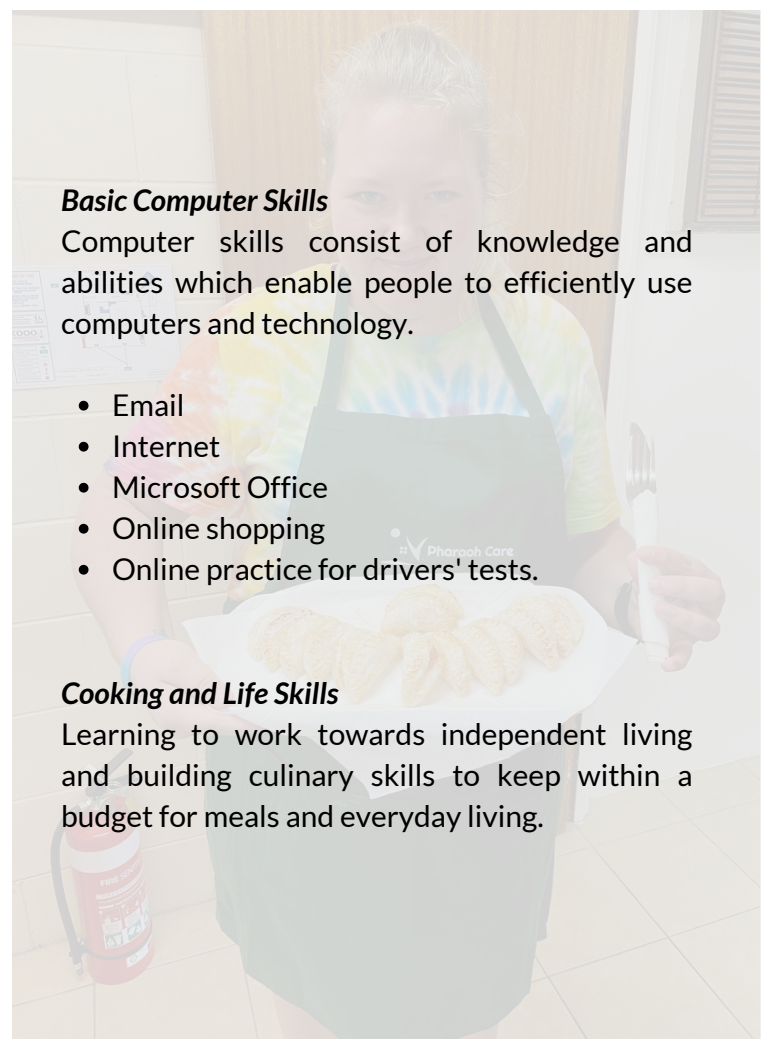 Basic Computer Skills
Computer skills consist of knowledge and
abilities which enable people to efficiently use
computers and technology.
• Email
• Internet
• Microsoft Office
• Online shopping
• Online practice for drivers' tests.
Pharaoh Care
Cooking and Life Skills
Learning to work towards independent living
and building culinary skills to keep within a
budget for meals and everyday living.